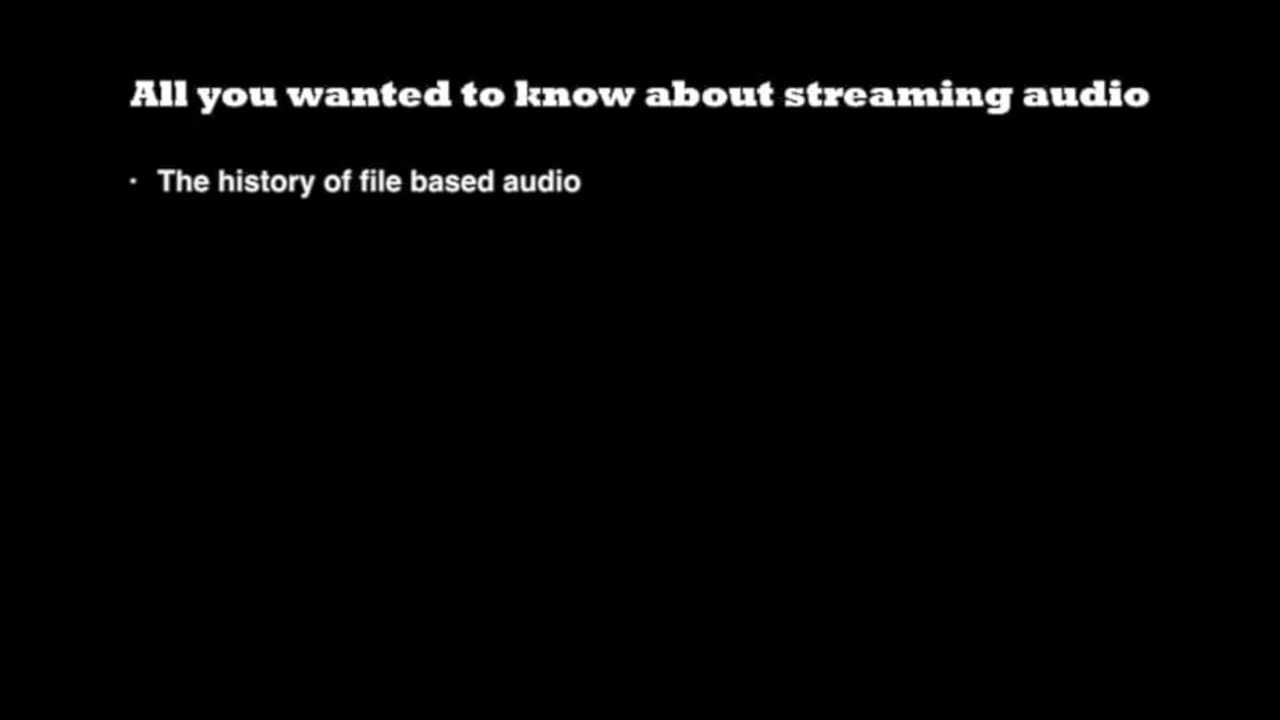 All you wanted to know about streaming audio
· The history of file based audio